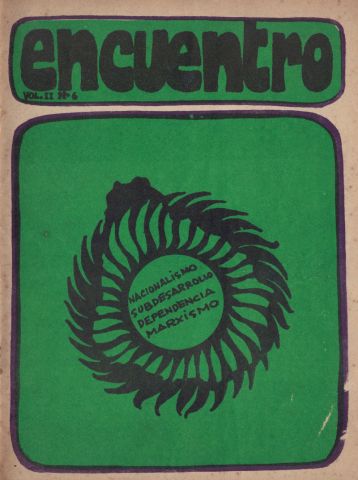 encuentro
VOL. II Nº 6
NACIONALISMO
SUBDESARROLLO
DEPENDENCIA
MARXISMO